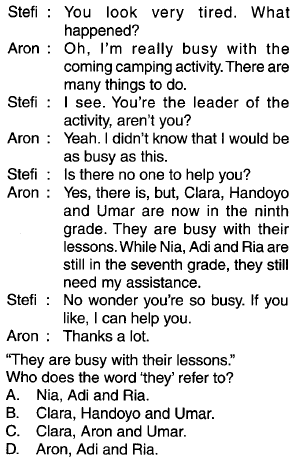 Stefi : You look very tired. What
happened?
Aron : Oh, I'm really busy with the
coming camping activity. There are
many things to do.
Stefi : I see. You're the leader of the
activity, aren't you?
Aron : Yeah. I didn't know that I would be
as busy as this.
Stefi : Is there no one to help you?
Aron : Yes, there is, but, Clara, Handoyo
and Umar are now in the ninth
grade. They are busy with their
lessons. While Nia, Adi and Ria are
still in the seventh grade, they still
need my assistance.
Stefi : No wonder you're so busy. If you
like, I can help you.
Aron : Thanks a lot.
"They are busy with their lessons."
Who does the word 'they' refer to?
A. Nia, Adi and Ria.
B. Clara, Handoyo and Umar.
C. Clara, Aron and Umar.
D. Aron, Adi and Ria.